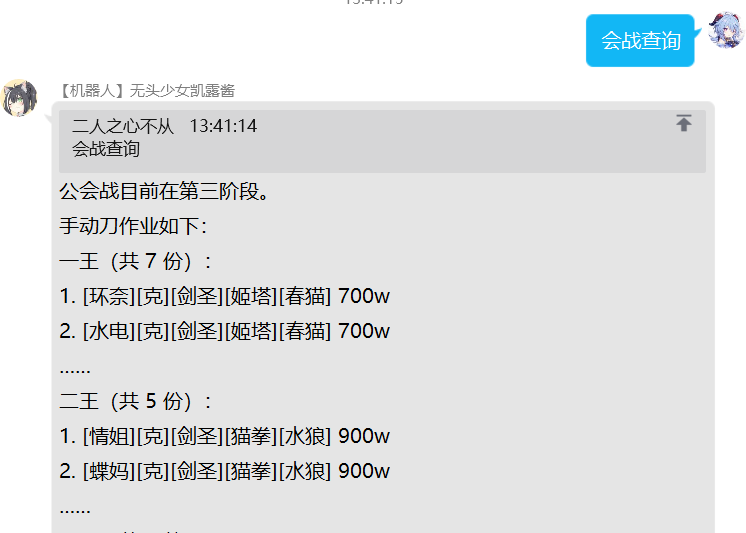 会战查询
【机器人】无头少女凯露酱
二人之心不从 13:41:14
会战查询
公会战目前在第三阶段。
手动刀作业如下：
一王（共 7 份）：
1. [环奈][克][剑圣][姬塔][春猫] 700w
2. [水电][克][剑圣][姬塔][春猫] 700w
......
二王（共 5 份）：
1. [情姐][克][剑圣][猫拳][水狼] 900w
2. [蝶妈][克][剑圣][猫拳][水狼] 900w
......